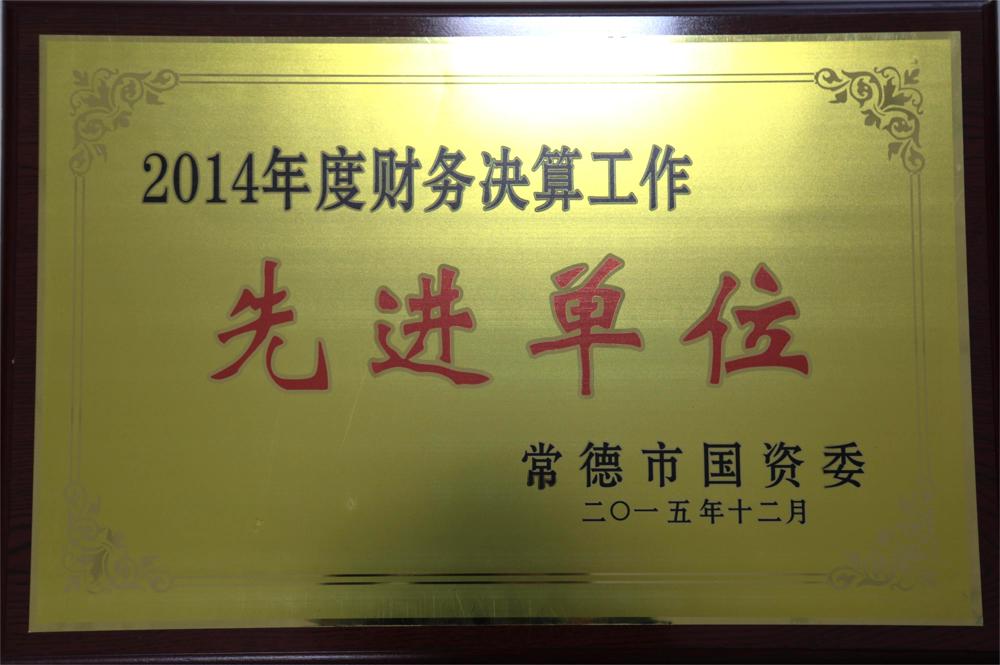 2014年度财务决算工作
先进单位
常德市国资委
二〇一五年十二月